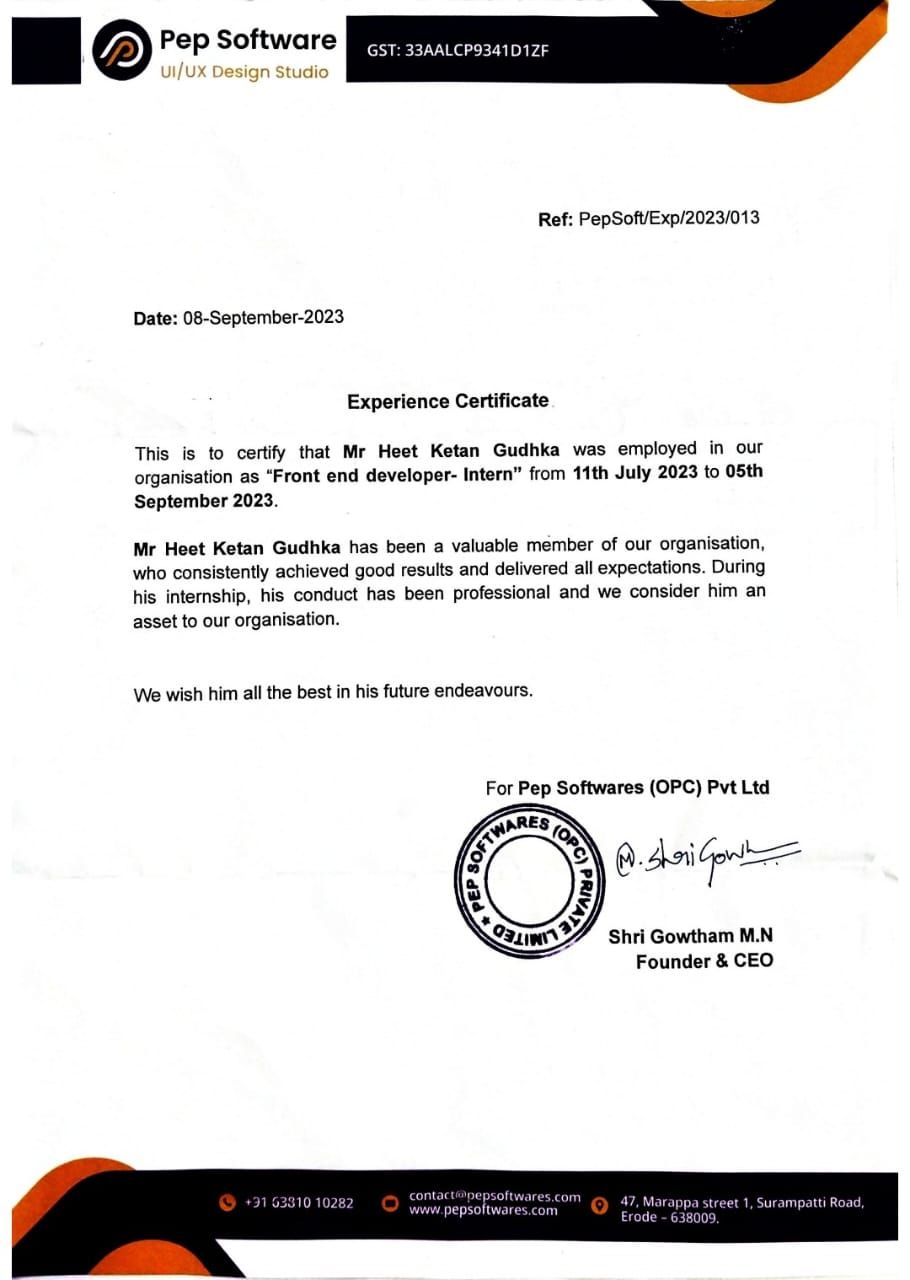 Pep Software
UI/UX Design Studio
GST: 33AALCP9341D1ZF
Ref: PepSoft/Exp/2023/013
Date: 08-September-2023
Experience Certificate
This is to certify that Mr Heet Ketan Gudhka was employed in our
organisation as “Front end developer- Intern” from 11th July 2023 to 05th
September 2023.
Mr Heet Ketan Gudhka has been a valuable member of our organisation,
who consistently achieved good results and delivered all expectations. During
his internship, his conduct has been professional and we consider him an
asset to our organisation.
We wish him all the best in his future endeavours.
For Pep Softwares (OPC) Pvt Ltd
PEP SOFTWARES (OPC) PRIVATE LIMITED ★
M. Shri Gowth
Shri Gowtham M.N
Founder & CEO
+91 63810 10282
contact@pepsoftwares.com
www.pepsoftwares.com
47, Marappa street 1, Surampatti Road,
Erode – 638009.